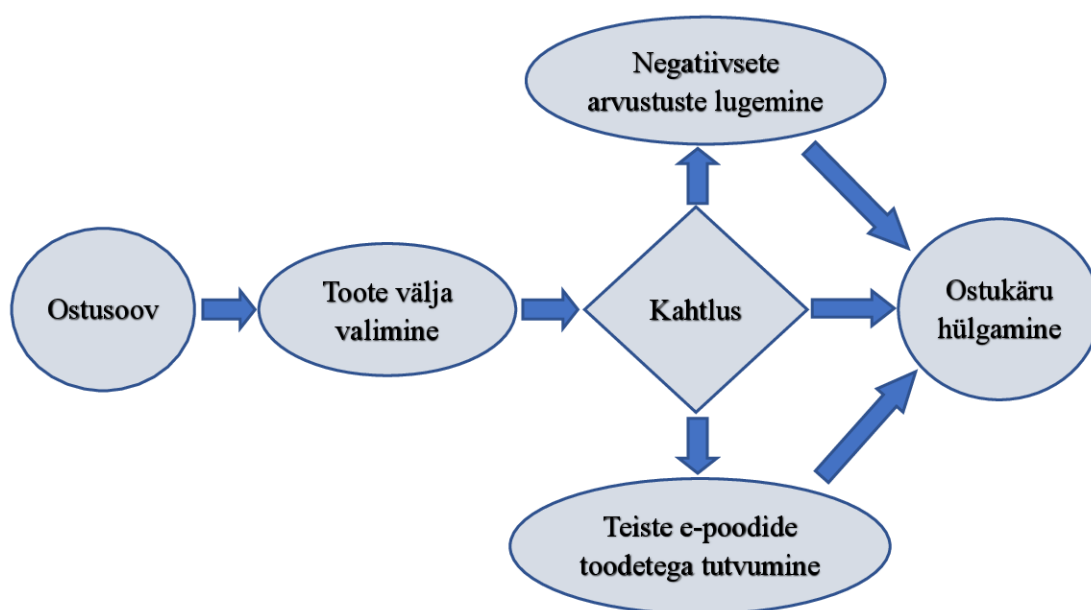 Ostusoov
Toote välja
valimine
Kahtlus
Negatiivsete
arvustuste lugemine
Teiste e-poodide
toodetega tutvumine
Ostukäru
hülgamine